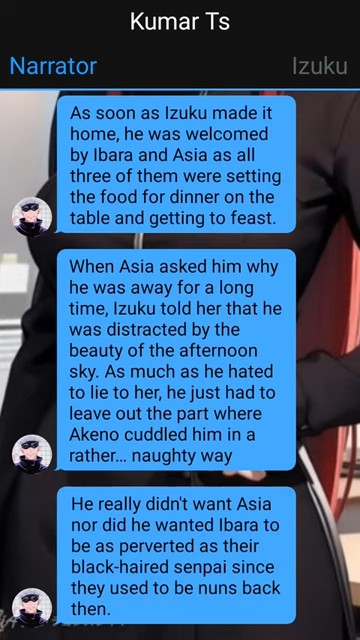 Kumar Ts
Narrator
Izuku
As soon as Izuku made it
home, he was welcomed
by Ibara and Asia as all
three of them were setting
the food for dinner on the
table and getting to feast.
When Asia asked him why
he was away for a long
time, Izuku told her that he
was distracted by the
beauty of the afternoon
sky. As much as he hated
to lie to her, he just had to
leave out the part where
Akeno cuddled him in a
rather... naughty way
He really didn't want Asia
nor did he wanted Ibara to
be as perverted as their
black-haired senpai since
they used to be nuns back
then.